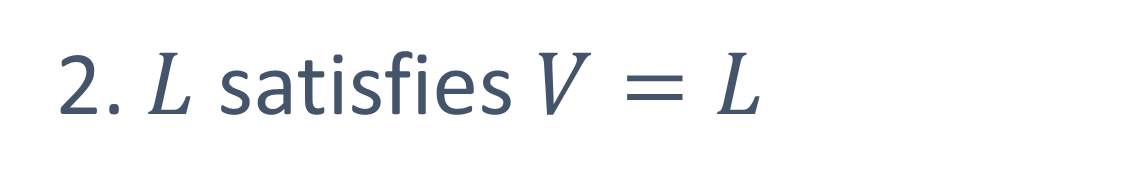 2. L satisfies V = L